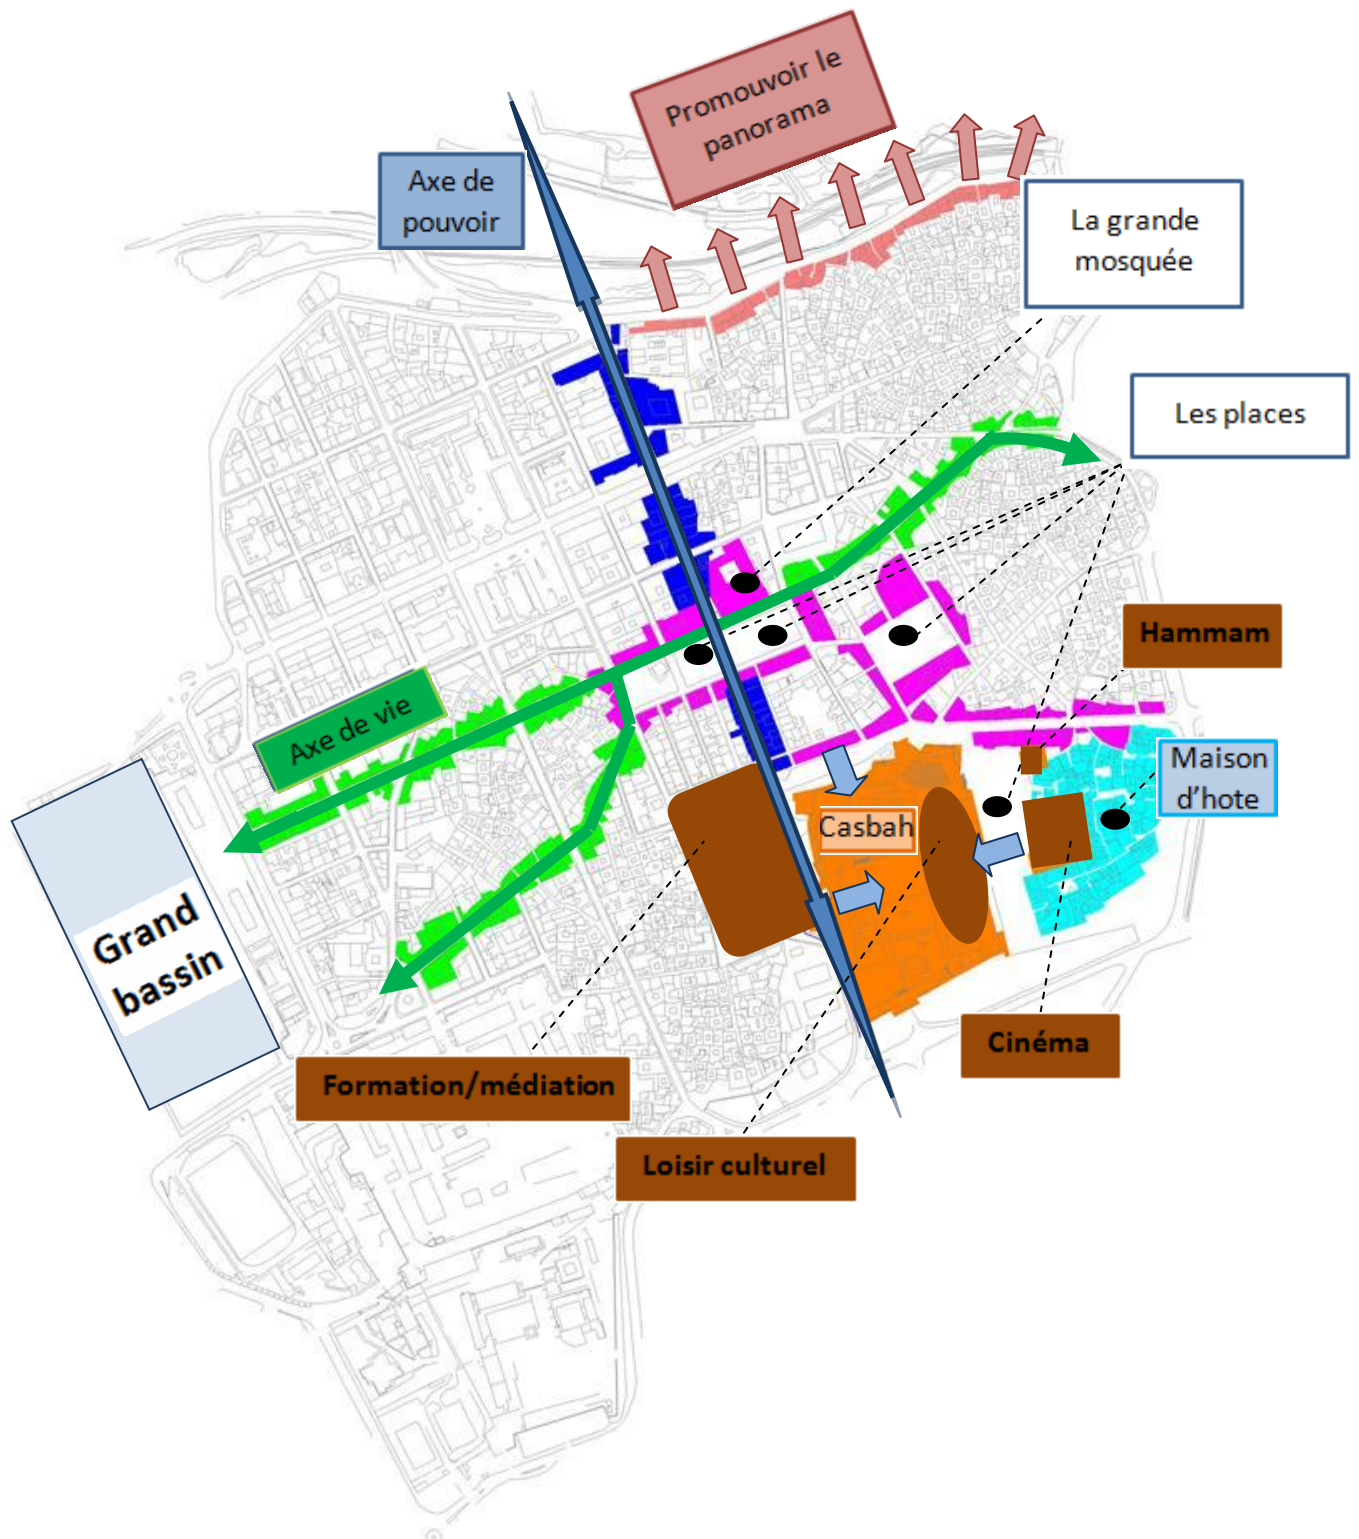 Promouvoir le
panorama
Axe de
pouvoir
La grande
mosquée
Les places
Hammam
Axe de vie
Maison
d'hote
Casbah
Grand
bassin
Cinéma
Formation/médiation
Loisir culturel